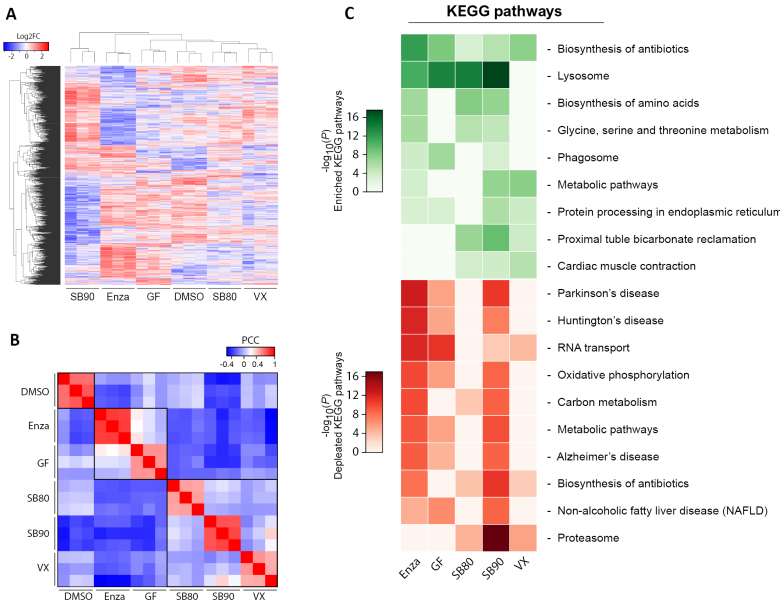 A
Log2FC
-2 0 2
SB90 Enza GF DMSO SB80 VX
B
PCC
-0.4 0.4 1
DMSO
Enza
GF
SB80
SB90
VX
DMSO Enza GF SB80 SB90 VX
C
KEGG pathways
-log10(P)
Enriched KEGG pathways
16
12
8
4
0
- Biosynthesis of antibiotics
- Lysosome
- Biosynthesis of amino acids
- Glycine, serine and threonine metabolism
- Phagosome
- Metabolic pathways
- Protein processing in endoplasmic reticulum
- Proximal tuble bicarbonate reclamation
- Cardiac muscle contraction
-log10(P)
Depleated KEGG pathways
16
12
8
4
0
- Parkinson's disease
- Huntington's disease
- RNA transport
- Oxidative phosphorylation
- Carbon metabolism
- Metabolic pathways
- Alzheimer's disease
- Biosynthesis of antibiotics
- Non-alcoholic fatty liver disease (NAFLD)
- Proteasome
Enza GF SB80 SB90 VX